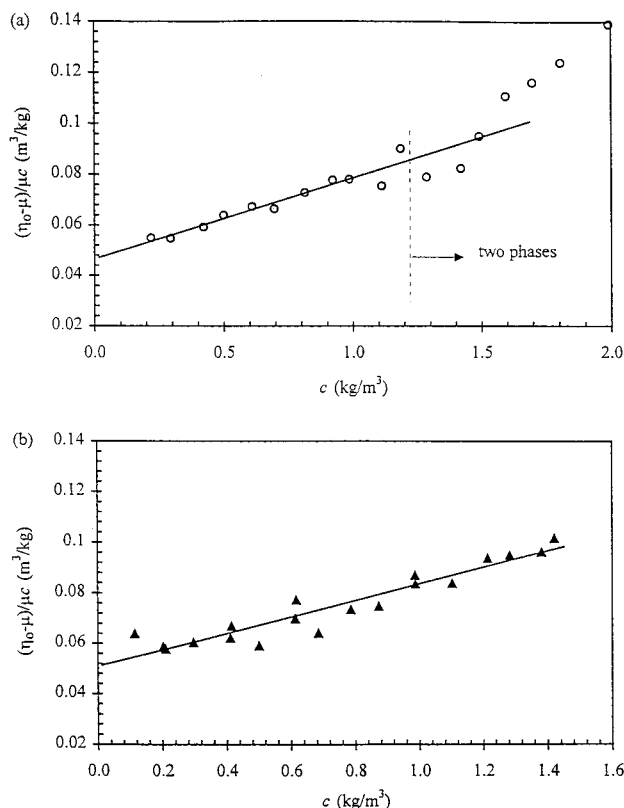 (a)
0.14
0.12
0.1
0.08
0.06
0.04
0.02
(η₀-μ)/μc (m³/kg)
two phases
0.0 0.5 1.0 1.5 2.0
c (kg/m³)
(b)
0.14
0.12
0.1
0.08
0.06
0.04
0.02
(η₀-μ)/μc (m³/kg)
0.0 0.2 0.4 0.6 0.8 1.0 1.2 1.4 1.6
c (kg/m³)